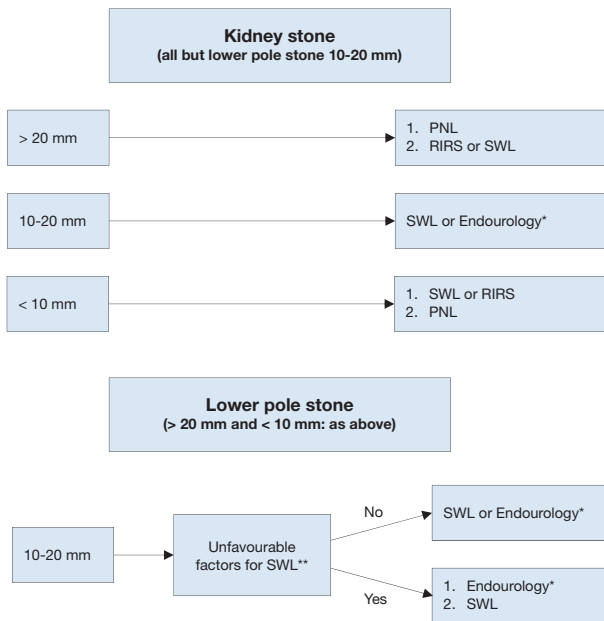 Kidney stone
(all but lower pole stone 10-20 mm)
> 20 mm
1. PNL
2. RIRS or SWL
10-20 mm
SWL or Endourology*
< 10 mm
1. SWL or RIRS
2. PNL
Lower pole stone
(> 20 mm and < 10 mm: as above)
No
SWL or Endourology*
10-20 mm
Unfavourable
factors for SWL**
Yes
1. Endourology*
2. SWL